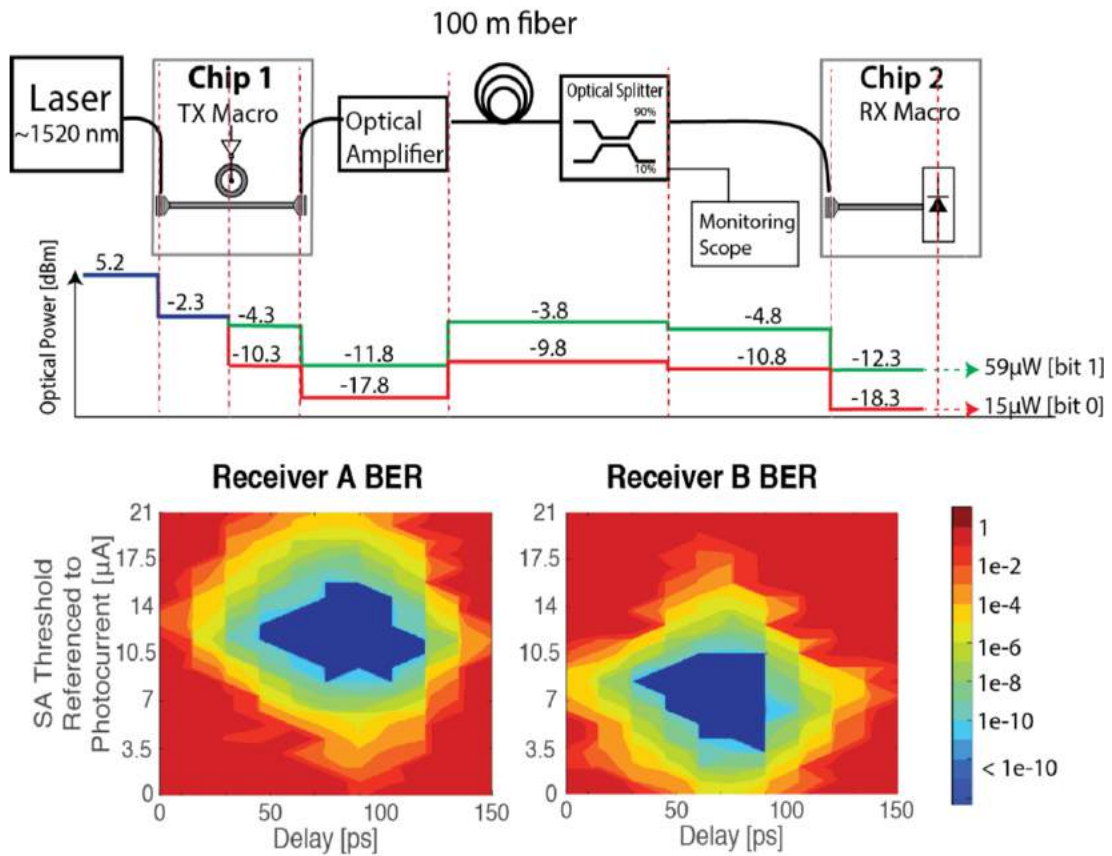 100 m fiber
Laser
~1520 nm
Chip 1
TX Macro
Optical
Amplifier
Optical Splitter
90%
10%
Monitoring
Scope
Chip 2
RX Macro
Optical Power [dBm]
5.2
-2.3
-4.3
-10.3
-11.8
-17.8
-3.8
-9.8
-4.8
-10.8
-12.3
-18.3
59μW [bit 1]
15μW [bit 0]
Receiver A BER
Receiver B BER
SA Threshold
Referenced to
Photocurrent [μA]
21
17.5
14
10.5
7
3.5
0
0
50
100
150
Delay [ps]
21
17.5
14
10.5
7
3.5
0
0
50
100
150
Delay [ps]
1
1e-2
1e-4
1e-6
1e-8
1e-10
< 1e-10